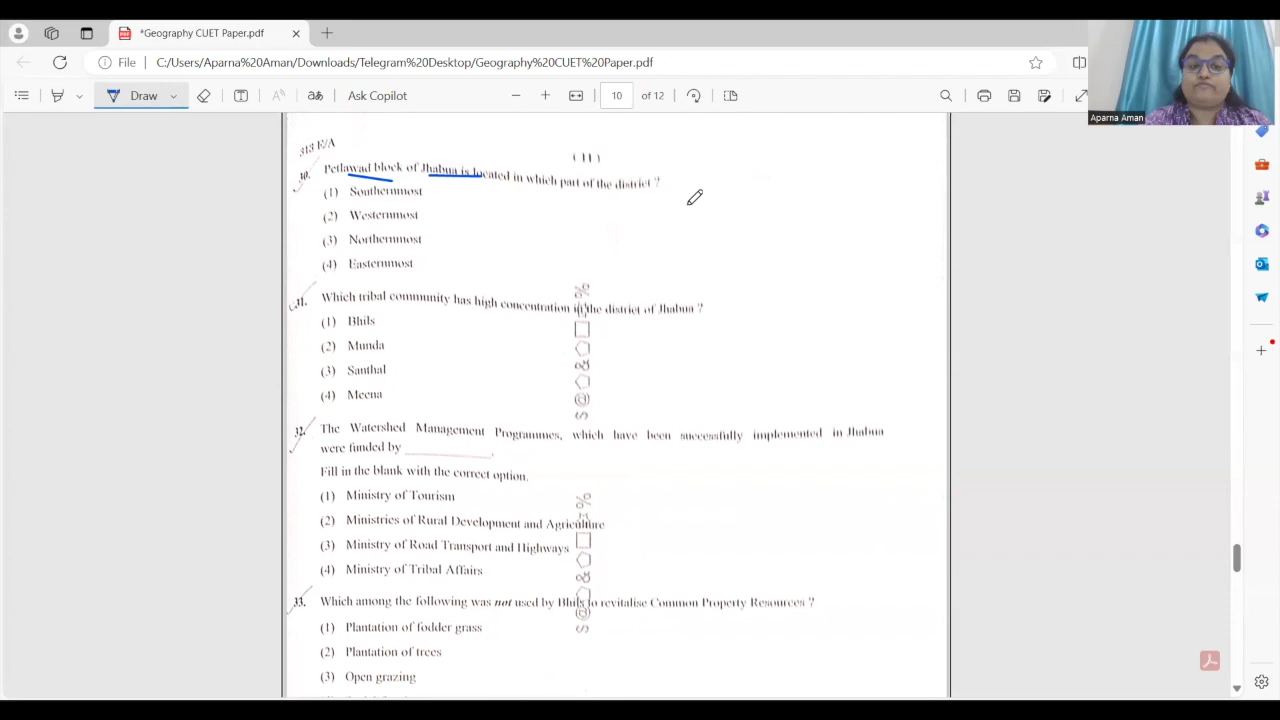 *Geography CUET Paper.pdf
File C:/Users/Aparna%20Aman/Downloads/Telegram%20Desktop/Geography%20CUET%20Paper.pdf
Draw Ask Copilot 10 of 12
Aparna Aman
313 E/A
(11)
30. Petlawad block of Jhabua is located in which part of the district ?
(1) Southernmost
(2) Westernmost
(3) Northernmost
(4) Easternmost
31. Which tribal community has high concentration in the district of Jhabua ?
(1) Bhils
(2) Munda
(3) Santhal
(4) Meena
32. The Watershed Management Programmes, which have been successfully implemented in Jhabua
were funded by ____________.
Fill in the blank with the correct option.
(1) Ministry of Tourism
(2) Ministries of Rural Development and Agriculture
(3) Ministry of Road Transport and Highways
(4) Ministry of Tribal Affairs
33. Which among the following was not used by Bhils to revitalise Common Property Resources ?
(1) Plantation of fodder grass
(2) Plantation of trees
(3) Open grazing